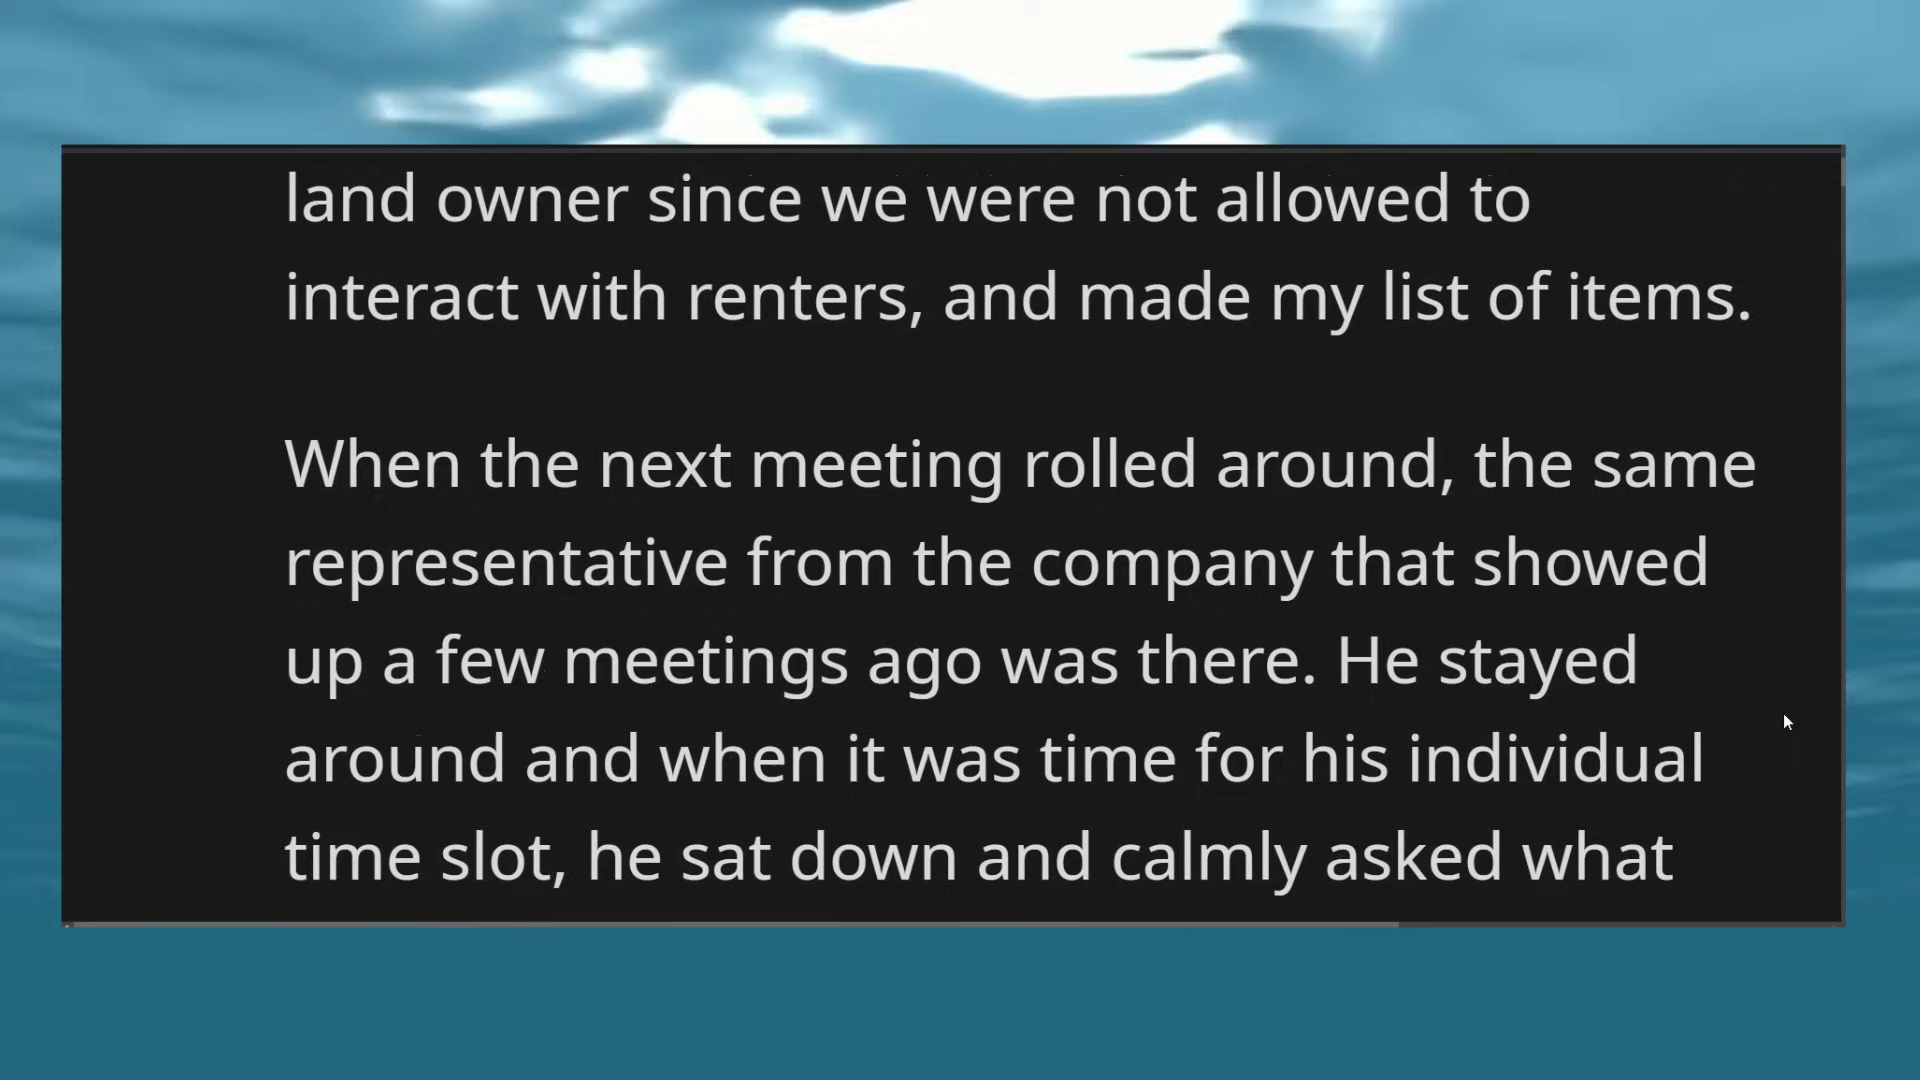 land owner since we were not allowed to
interact with renters, and made my list of items.
When the next meeting rolled around, the same
representative from the company that showed
up a few meetings ago was there. He stayed
around and when it was time for his individual
time slot, he sat down and calmly asked what